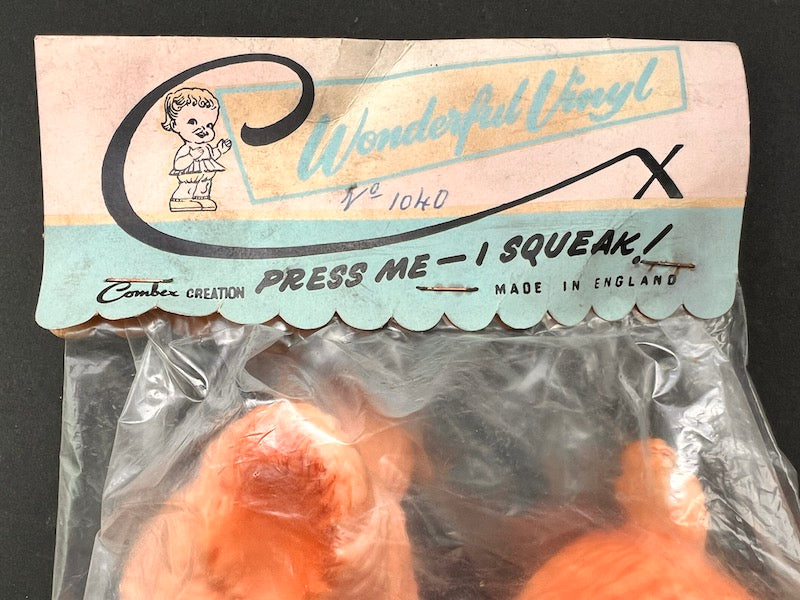 Wonderful Vinyl
Nº 1040
PRESS ME — I SQUEAK!
Combex CREATION
MADE IN ENGLAND